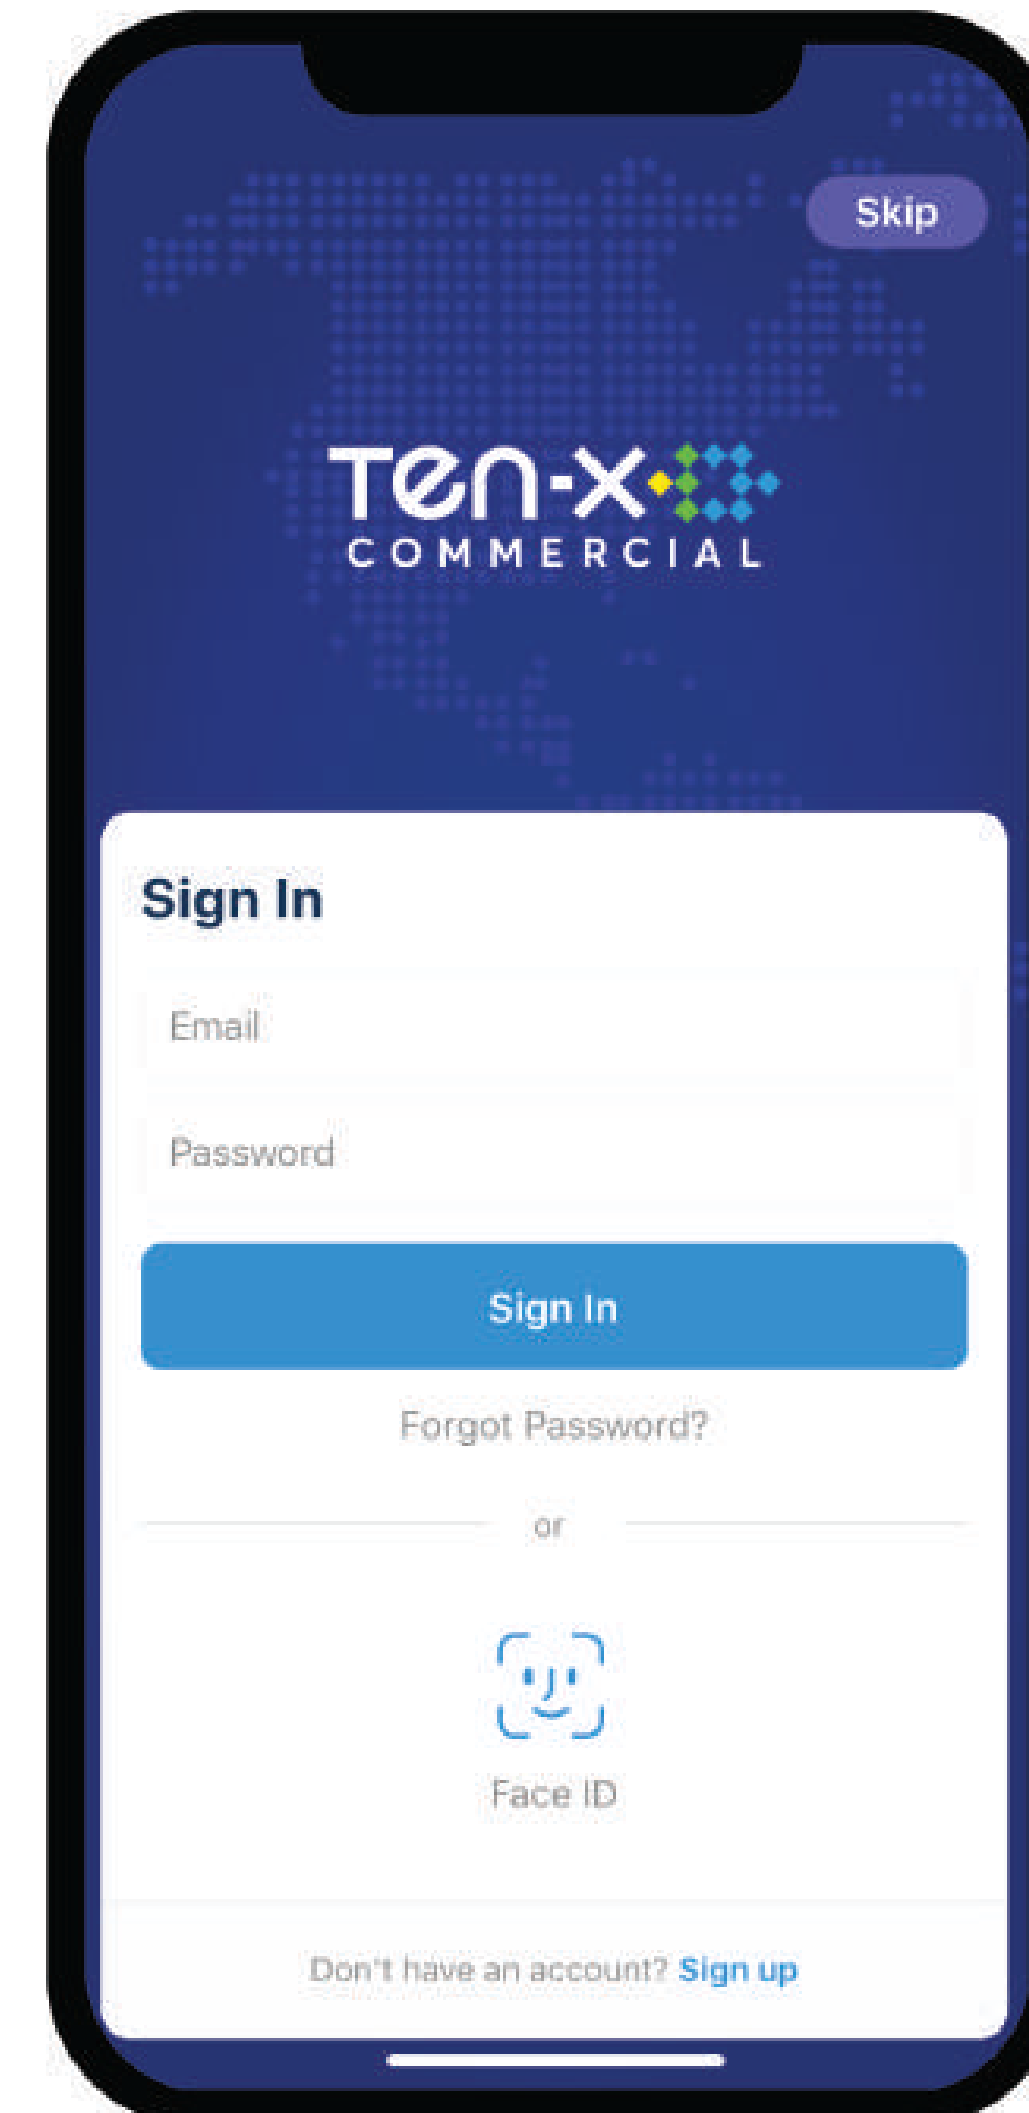 Skip
Ten-X
COMMERCIAL
Sign In
Email
Password
Sign In
Forgot Password?
or
Face ID
Don't have an account? Sign up